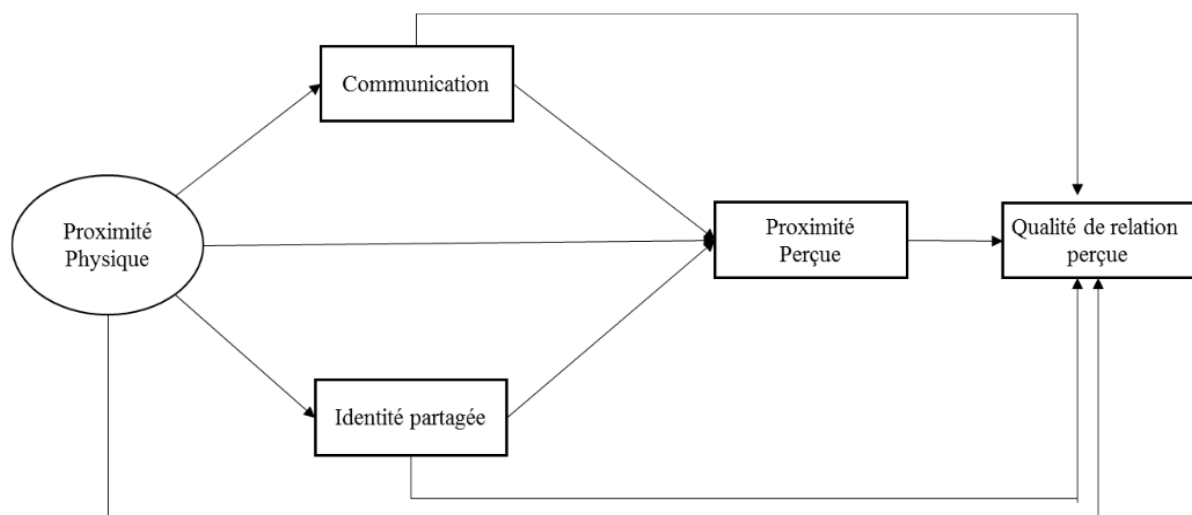 Communication
Proximité
Physique
Proximité
Perçue
Qualité de relation
perçue
Identité partagée